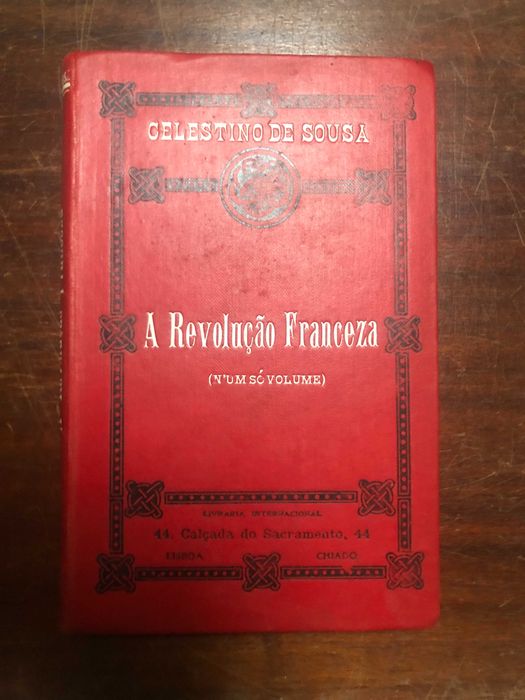 CELESTINO DE SOUSA
A Revolução Franceza
(N'UM SÓ VOLUME)
LIVRARIA INTERNACIONAL
44, Calçada do Sacramento, 44
LISBOA CHIADO